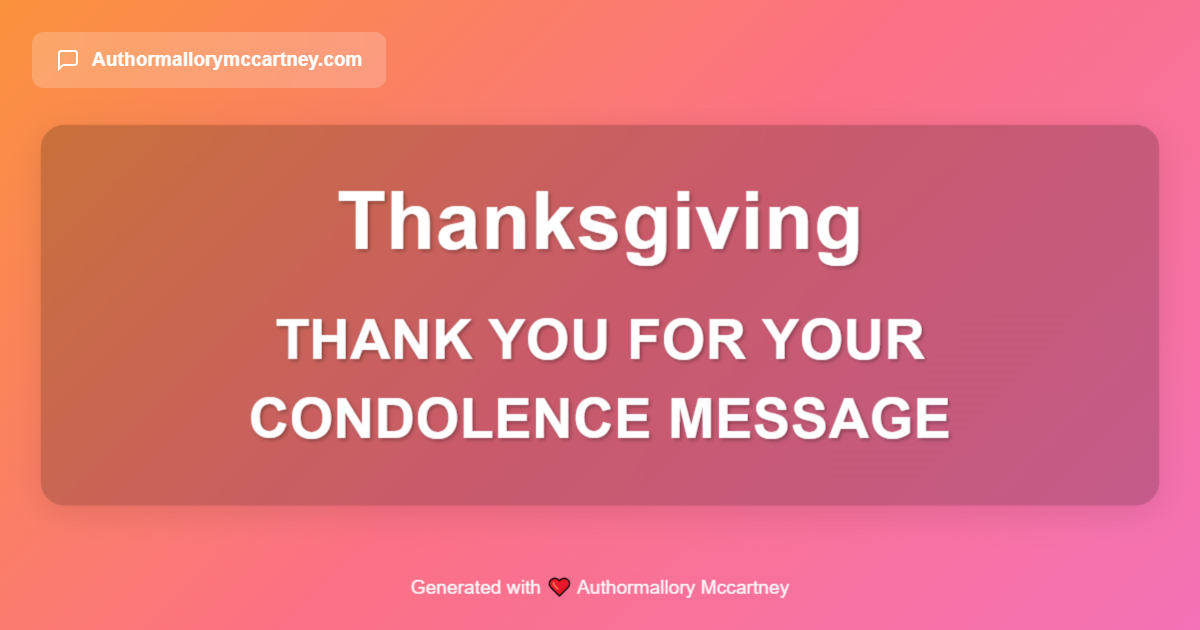 Authormallorymccartney.com
Thanksgiving
THANK YOU FOR YOUR
CONDOLENCE MESSAGE
Generated with ❤️ Authormallory Mccartney